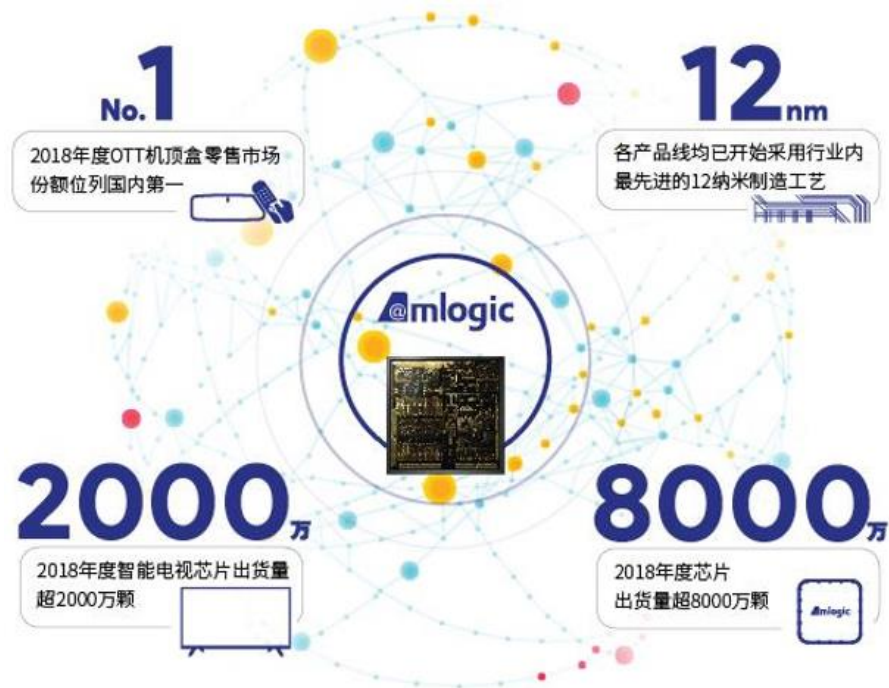 No.1
2018年度OTT机顶盒零售市场
份额位列国内第一
12nm
各产品线均已开始采用行业内
最先进的12纳米制造工艺
@mlogic
2000万
2018年度智能电视芯片出货量
超2000万颗
8000万
2018年度芯片
出货量超8000万颗
Amlogic